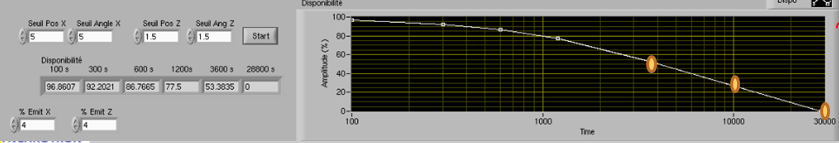 Disponibilité
Dispo
Seuil Pos X
Seuil Angle X
Seuil Pos Z
Seuil Ang Z
5
5
1.5
1.5
Start
Disponibilité
100 s
300 s
600 s
1200s
3600 s
28800 s
96.8607
92.2021
86.7665
77.5
53.3835
0
% Emit X
% Emit Z
4
4
Amplitude (%)
100
80
60
40
20
0
100
1000
10000
30000
Time